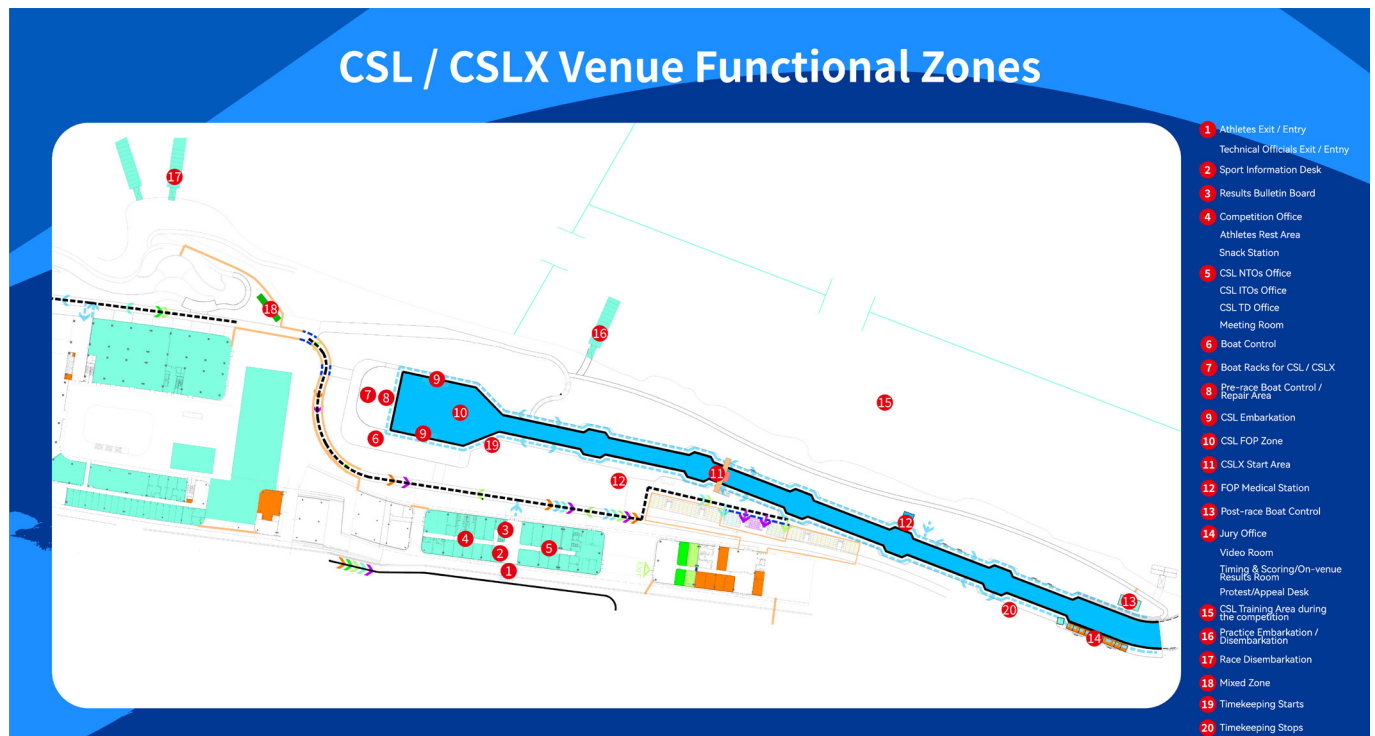 CSL / CSLX Venue Functional Zones
17
18
16
15
9
7
8
10
6
9
19
11
12
12
3
4
5
2
1
20
13
14
1 Athletes Exit / Entry
Technical Officials Exit / Entny
2 Sport Information Desk
3 Results Bulletin Board
4 Competition Office
Athletes Rest Area
Snack Station
5 CSL NTOs Office
CSL ITOs Office
CSL TD Office
Meeting Room
6 Boat Control
7 Boat Racks for CSL / CSLX
8 Pre-race Boat Control /
Repair Area
9 CSL Embarkation
10 CSL FOP Zone
11 CSLX Start Area
12 FOP Medical Station
13 Post-race Boat Control
14 Jury Office
Video Room
Timing & Scoring/On-venue
Results Room
Protest/Appeal Desk
15 CSL Training Area during
the competition
16 Practice Embarkation /
Disembarkation
17 Race Disembarkation
18 Mixed Zone
19 Timekeeping Starts
20 Timekeeping Stops